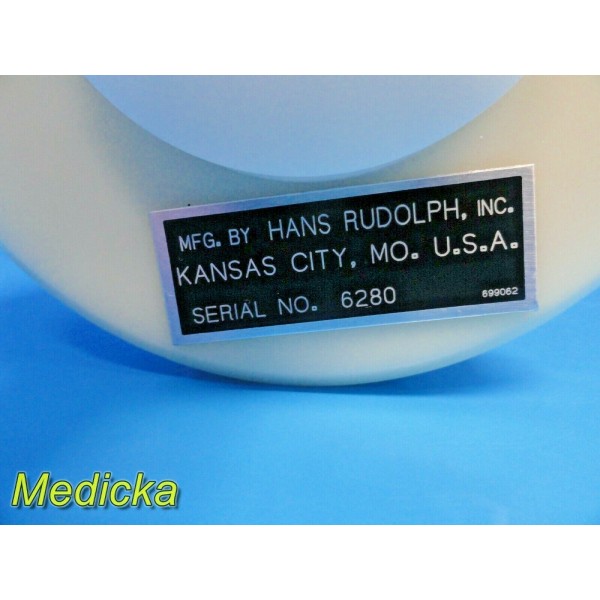 MFG. BY HANS RUDOLPH, INC.
KANSAS CITY, MO. U.S.A.
SERIAL NO. 6280
699062
Medicka